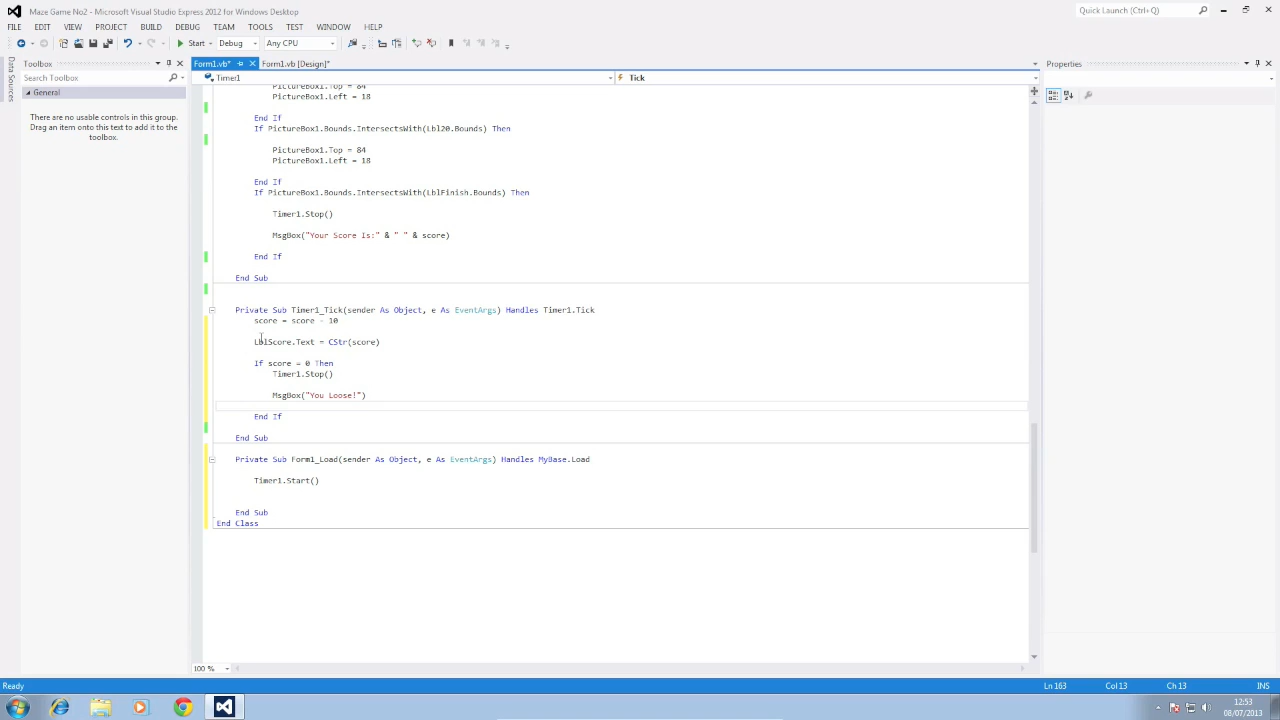 Maze Game No2 - Microsoft Visual Studio Express 2012 for Windows Desktop
Quick Launch (Ctrl+Q)
FILE EDIT VIEW PROJECT BUILD DEBUG TEAM TOOLS TEST WINDOW HELP
Start Debug Any CPU
Data Sources
Toolbox
Search Toolbox
General
There are no usable controls in this group. Drag an item onto this text to add it to the toolbox.
Form1.vb* Form1.vb [Design]*
Timer1 Tick
PictureBox1.Top = 84
PictureBox1.Left = 18
End If
If PictureBox1.Bounds.IntersectsWith(Lbl20.Bounds) Then
PictureBox1.Top = 84
PictureBox1.Left = 18
End If
If PictureBox1.Bounds.IntersectsWith(LblFinish.Bounds) Then
Timer1.Stop()
MsgBox("Your Score Is:" & " " & score)
End If
End Sub
Private Sub Timer1_Tick(sender As Object, e As EventArgs) Handles Timer1.Tick
score = score - 10
LblScore.Text = CStr(score)
If score = 0 Then
Timer1.Stop()
MsgBox("You Loose!")
End If
End Sub
Private Sub Form1_Load(sender As Object, e As EventArgs) Handles MyBase.Load
Timer1.Start()
End Sub
End Class
100 %
Properties
Ready Ln 163 Col 13 Ch 13 INS
12:53
08/07/2013